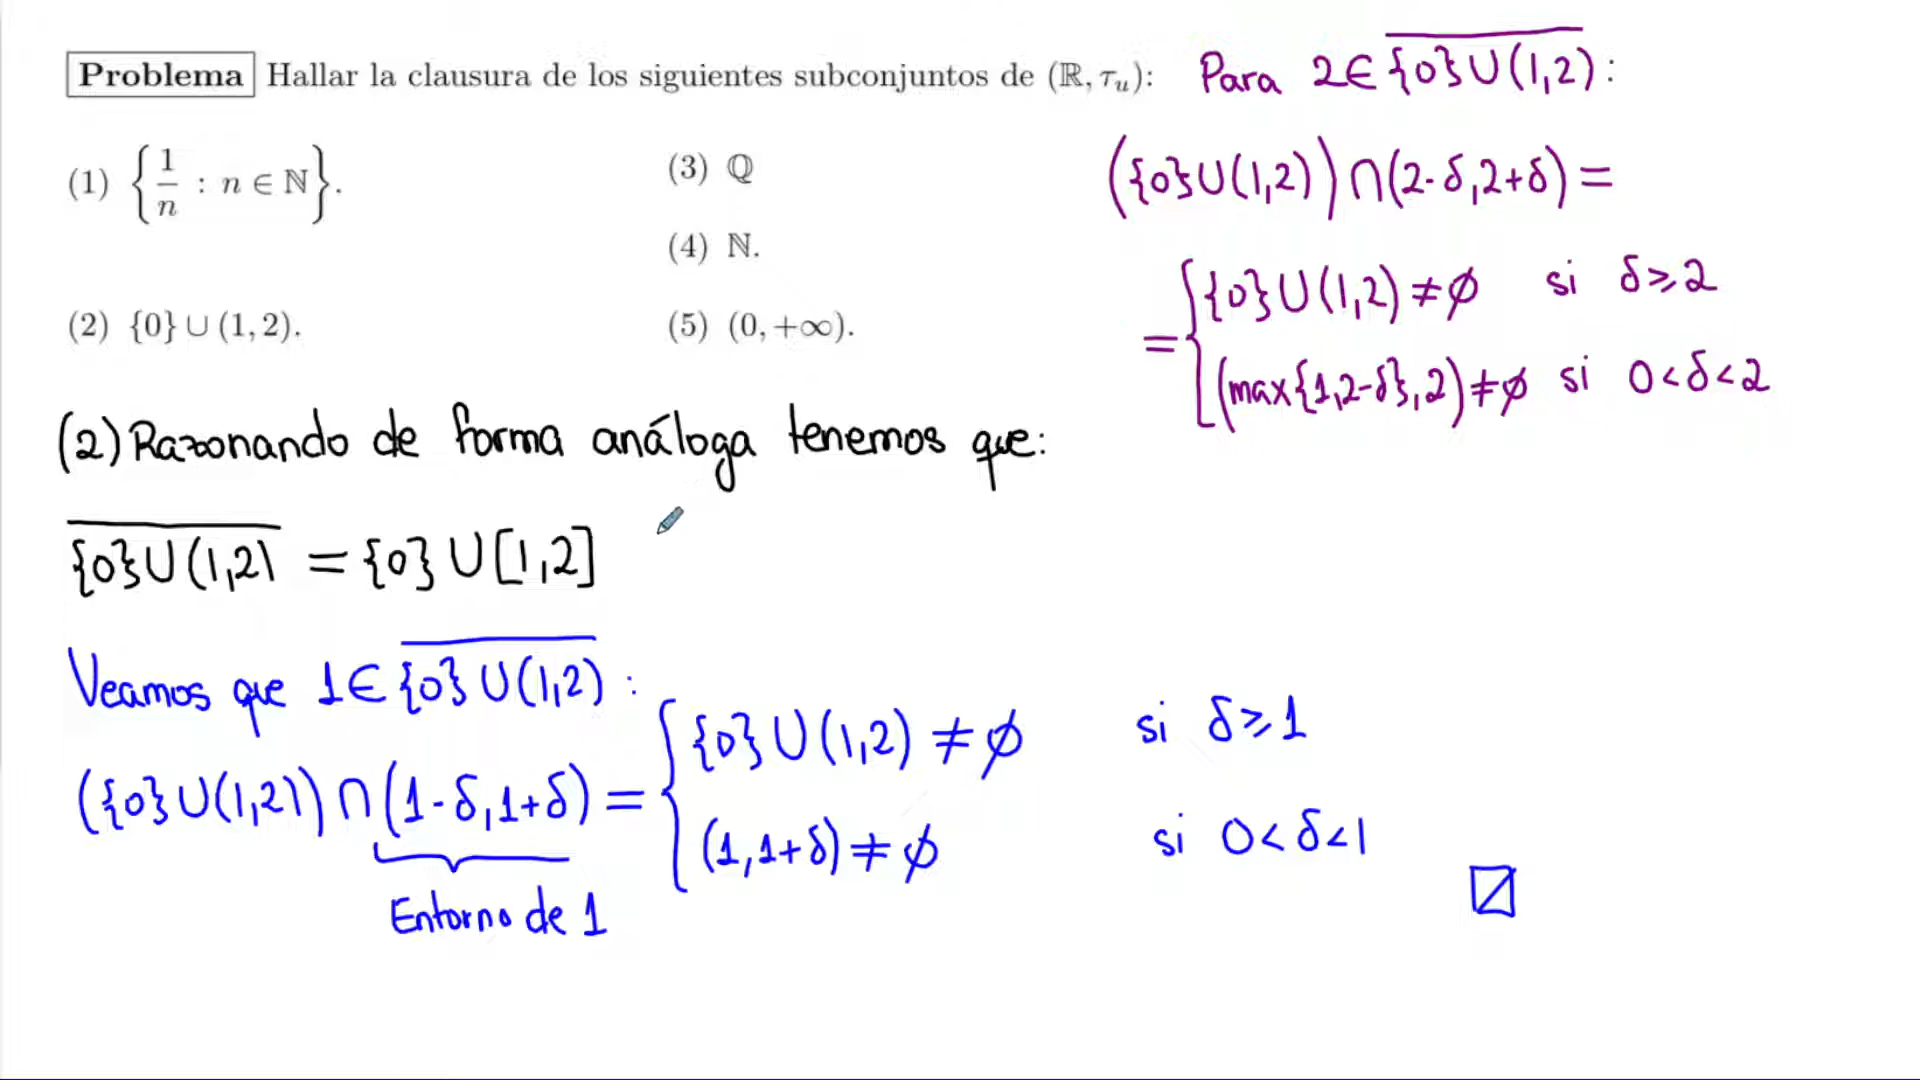 Problema Hallar la clausura de los siguientes subconjuntos de (ℝ, τ_u):
(1) {1/n : n ∈ ℕ}.
(2) {0} ∪ (1, 2).
(3) ℚ
(4) ℕ.
(5) (0, +∞).
(2) Razonando de forma análoga tenemos que:
\overline{{0}∪(1,2)} = {0}∪[1,2]
Veamos que 1∈\overline{{0}∪(1,2)}:
({0}∪(1,2))∩(1-δ,1+δ) = { {0}∪(1,2) ≠ ∅ si δ≥1
(1,1+δ) ≠ ∅ si 0<δ<1
Entorno de 1
Para 2∈\overline{{0}∪(1,2)}:
({0}∪(1,2))∩(2-δ,2+δ) =
= { {0}∪(1,2) ≠ ∅ si δ≥2
(max{1,2-δ},2) ≠ ∅ si 0<δ<2